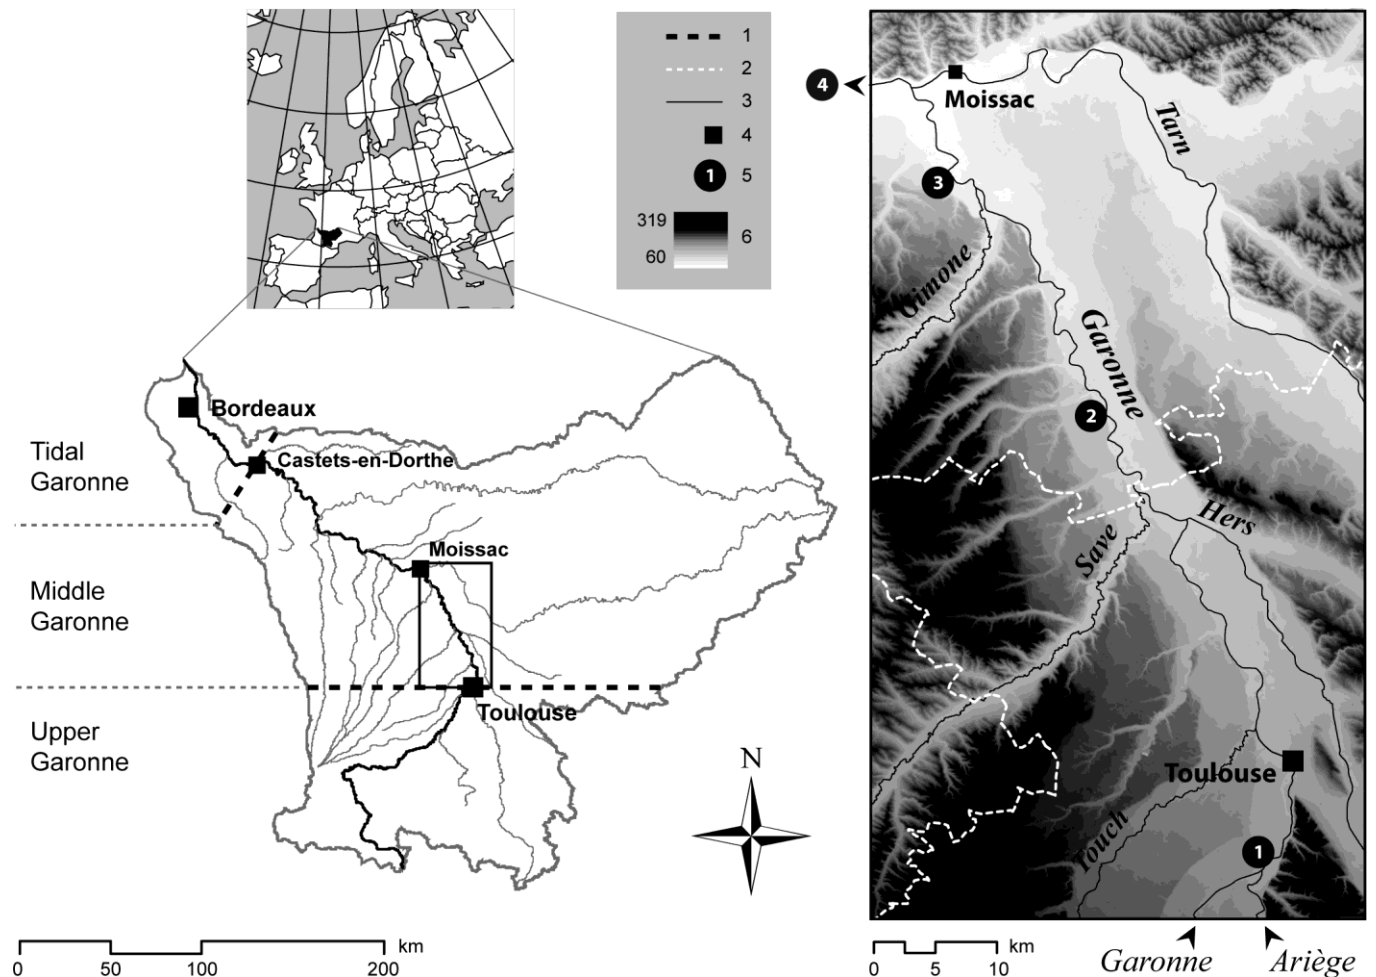 1
2
3
4
1 5
319
60
6
Bordeaux
Castets-en-Dorthe
Moissac
Toulouse
Tidal
Garonne
Middle
Garonne
Upper
Garonne
N
0 50 100 200
km
4
Moissac
Tarn
3
Gimone
Garonne
2
Hers
Save
Toulouse
Touch
1
0 5 10
km
Garonne
Ariège